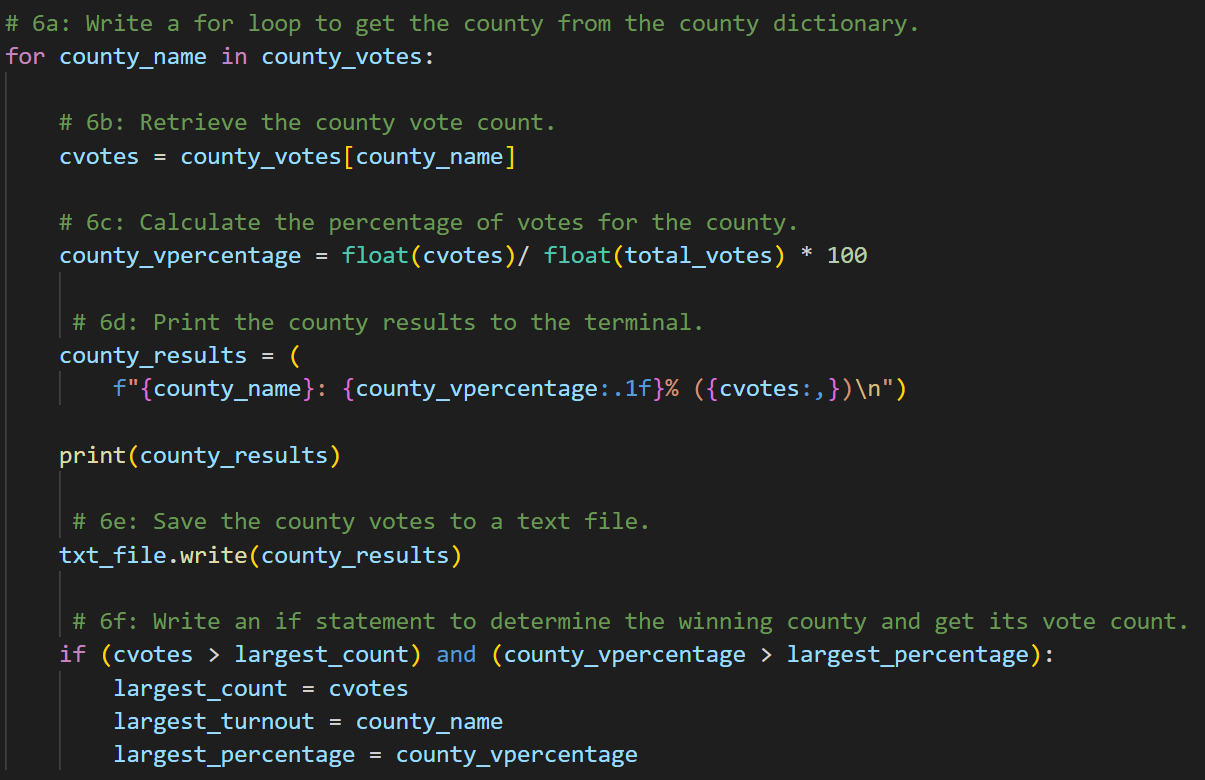 # 6a: Write a for loop to get the county from the county dictionary.
for county_name in county_votes:
# 6b: Retrieve the county vote count.
cvotes = county_votes[county_name]
# 6c: Calculate the percentage of votes for the county.
county_vpercentage = float(cvotes)/ float(total_votes) * 100
# 6d: Print the county results to the terminal.
county_results = (
f"{county_name}: {county_vpercentage:.1f}% ({cvotes:,})\n")
print(county_results)
# 6e: Save the county votes to a text file.
txt_file.write(county_results)
# 6f: Write an if statement to determine the winning county and get its vote count.
if (cvotes > largest_count) and (county_vpercentage > largest_percentage):
largest_count = cvotes
largest_turnout = county_name
largest_percentage = county_vpercentage